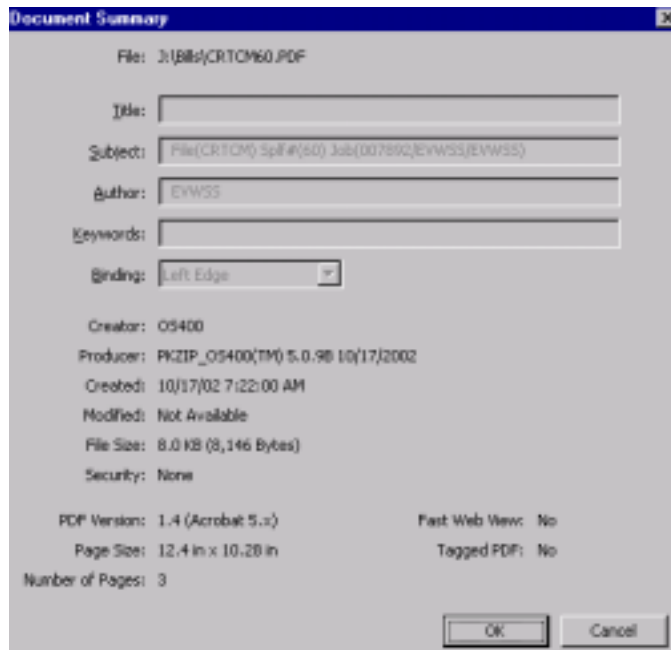 Document Summary
File: J:\Bills\CRTCM60.PDF
Title:
Subject: File(CRTCM) Splf#(60) Job(007892/EVWSS/EVWSS)
Author: EVWSS
Keywords:
Binding: Left Edge
Creator: OS400
Producer: PKZIP_OS400(TM) 5.0.98 10/17/2002
Created: 10/17/02 7:22:00 AM
Modified: Not Available
File Size: 8.0 KB (8,146 Bytes)
Security: None
PDF Version: 1.4 (Acrobat 5.x) Fast Web View: No
Page Size: 12.4 in x 10.28 in Tagged PDF: No
Number of Pages: 3
OK Cancel